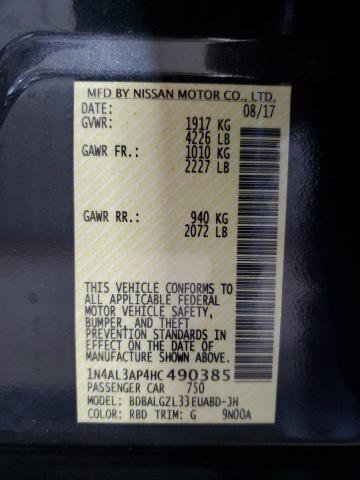 MFD BY NISSAN MOTOR CO., LTD.
DATE: 08/17
GVWR: 1917 KG
4226 LB
GAWR FR.: 1010 KG
2227 LB
GAWR RR.: 940 KG
2072 LB
THIS VEHICLE CONFORMS TO
ALL APPLICABLE FEDERAL
MOTOR VEHICLE SAFETY,
BUMPER, AND THEFT
PREVENTION STANDARDS IN
EFFECT ON THE DATE OF
MANUFACTURE SHOWN ABOVE.
1N4AL3AP4HC490385
PASSENGER CAR 750
MODEL: BDBALGZL33EUABD-JH
COLOR: RBD TRIM: G 9N00A